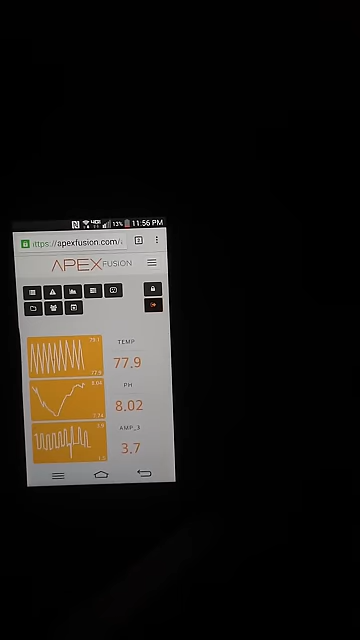 13% 11:56 PM
https://apexfusion.com/
APEX FUSION
79.1
TEMP
77.9
8.04
PH
8.02
7.74
3.9
AMP_3
3.7